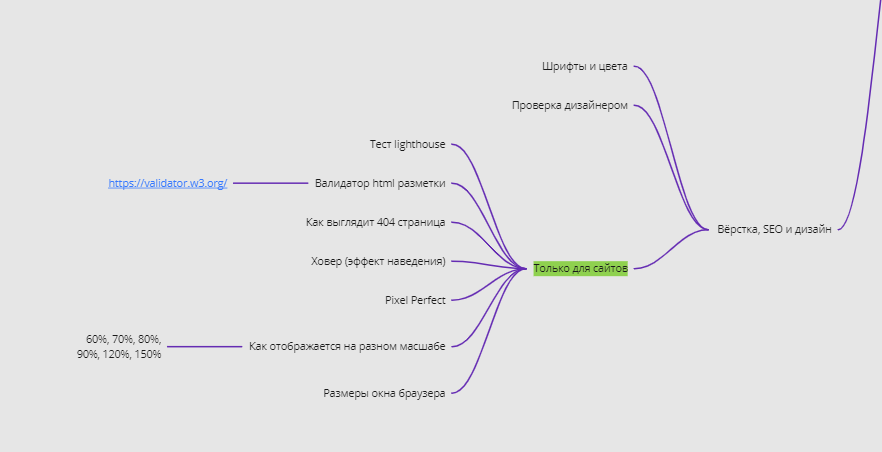 Шрифты и цвета
Проверка дизайнером
Тест lighthouse
https://validator.w3.org/
Валидатор html разметки
Как выглядит 404 страница
Вёрстка, SEO и дизайн
Ховер (эффект наведения)
Только для сайтов
Pixel Perfect
60%, 70%, 80%,
90%, 120%, 150%
Как отображается на разном масшабе
Размеры окна браузера